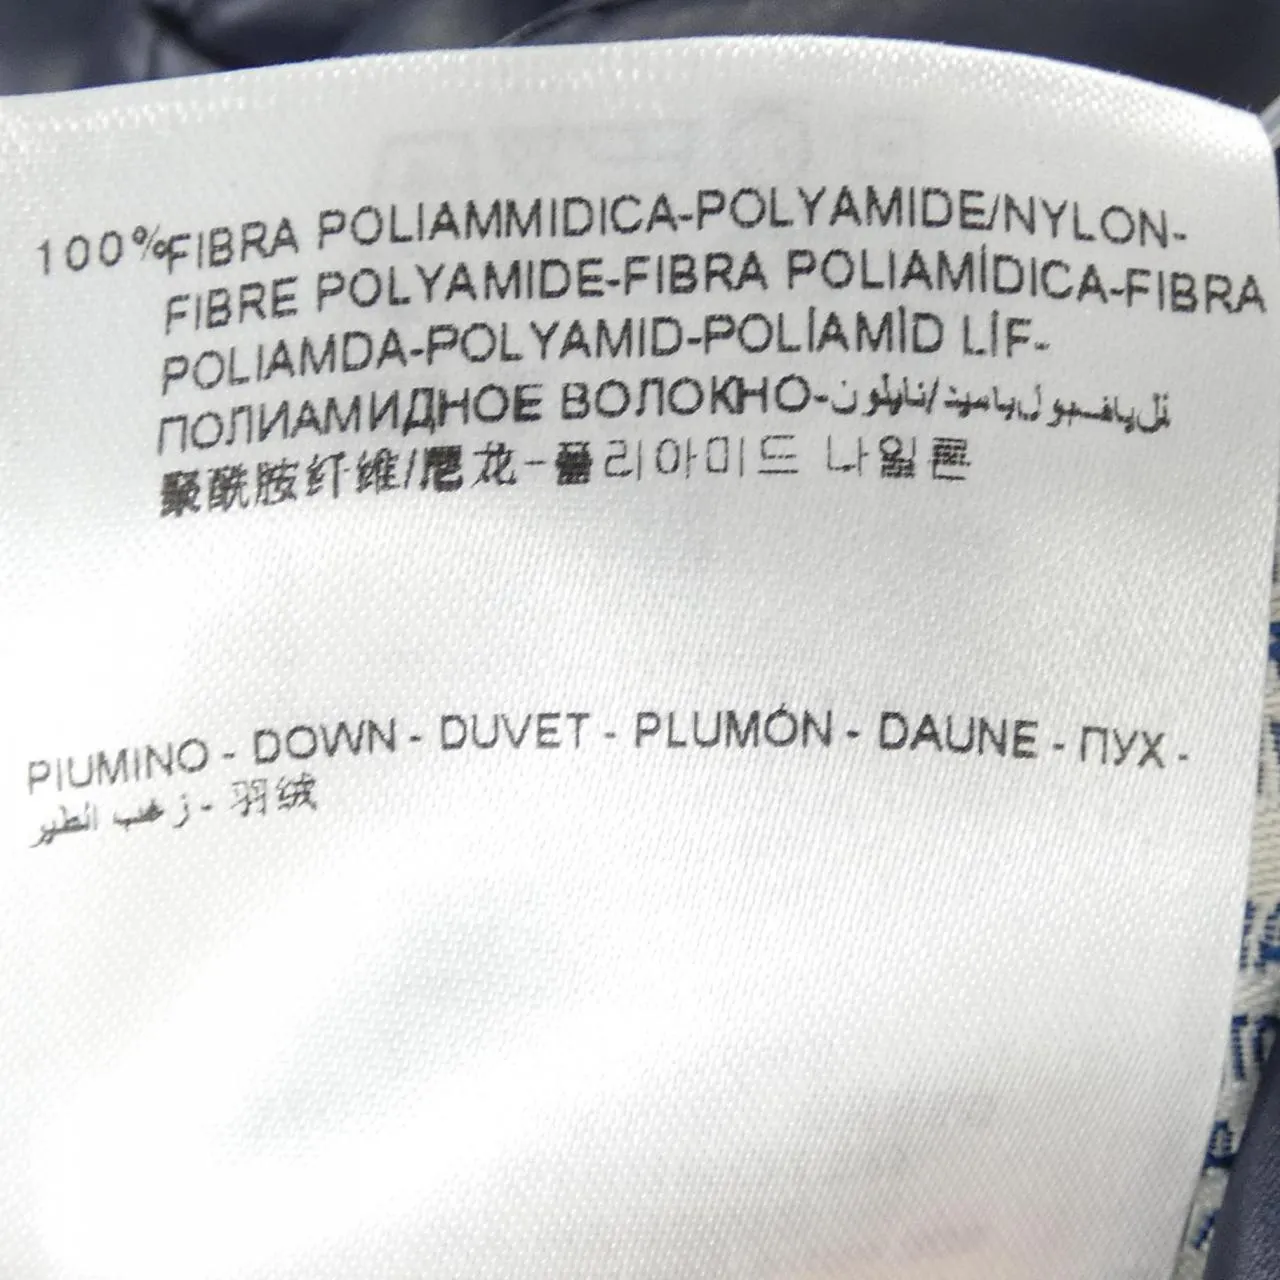 100%FIBRA POLIAMMIDICA-POLYAMIDE/NYLON-
FIBRE POLYAMIDE-FIBRA POLIAMÍDICA-FIBRA
POLIAMDA-POLYAMID-POLİAMİD LİF-
ПОЛИАМИДНОЕ ВОЛОКНО-نايلون/
聚酰胺纤维/尼龙-폴리아미드 나일론
PIUMINO - DOWN - DUVET - PLUMÓN - DAUNE - ПУХ -
زغب الطير - 羽绒